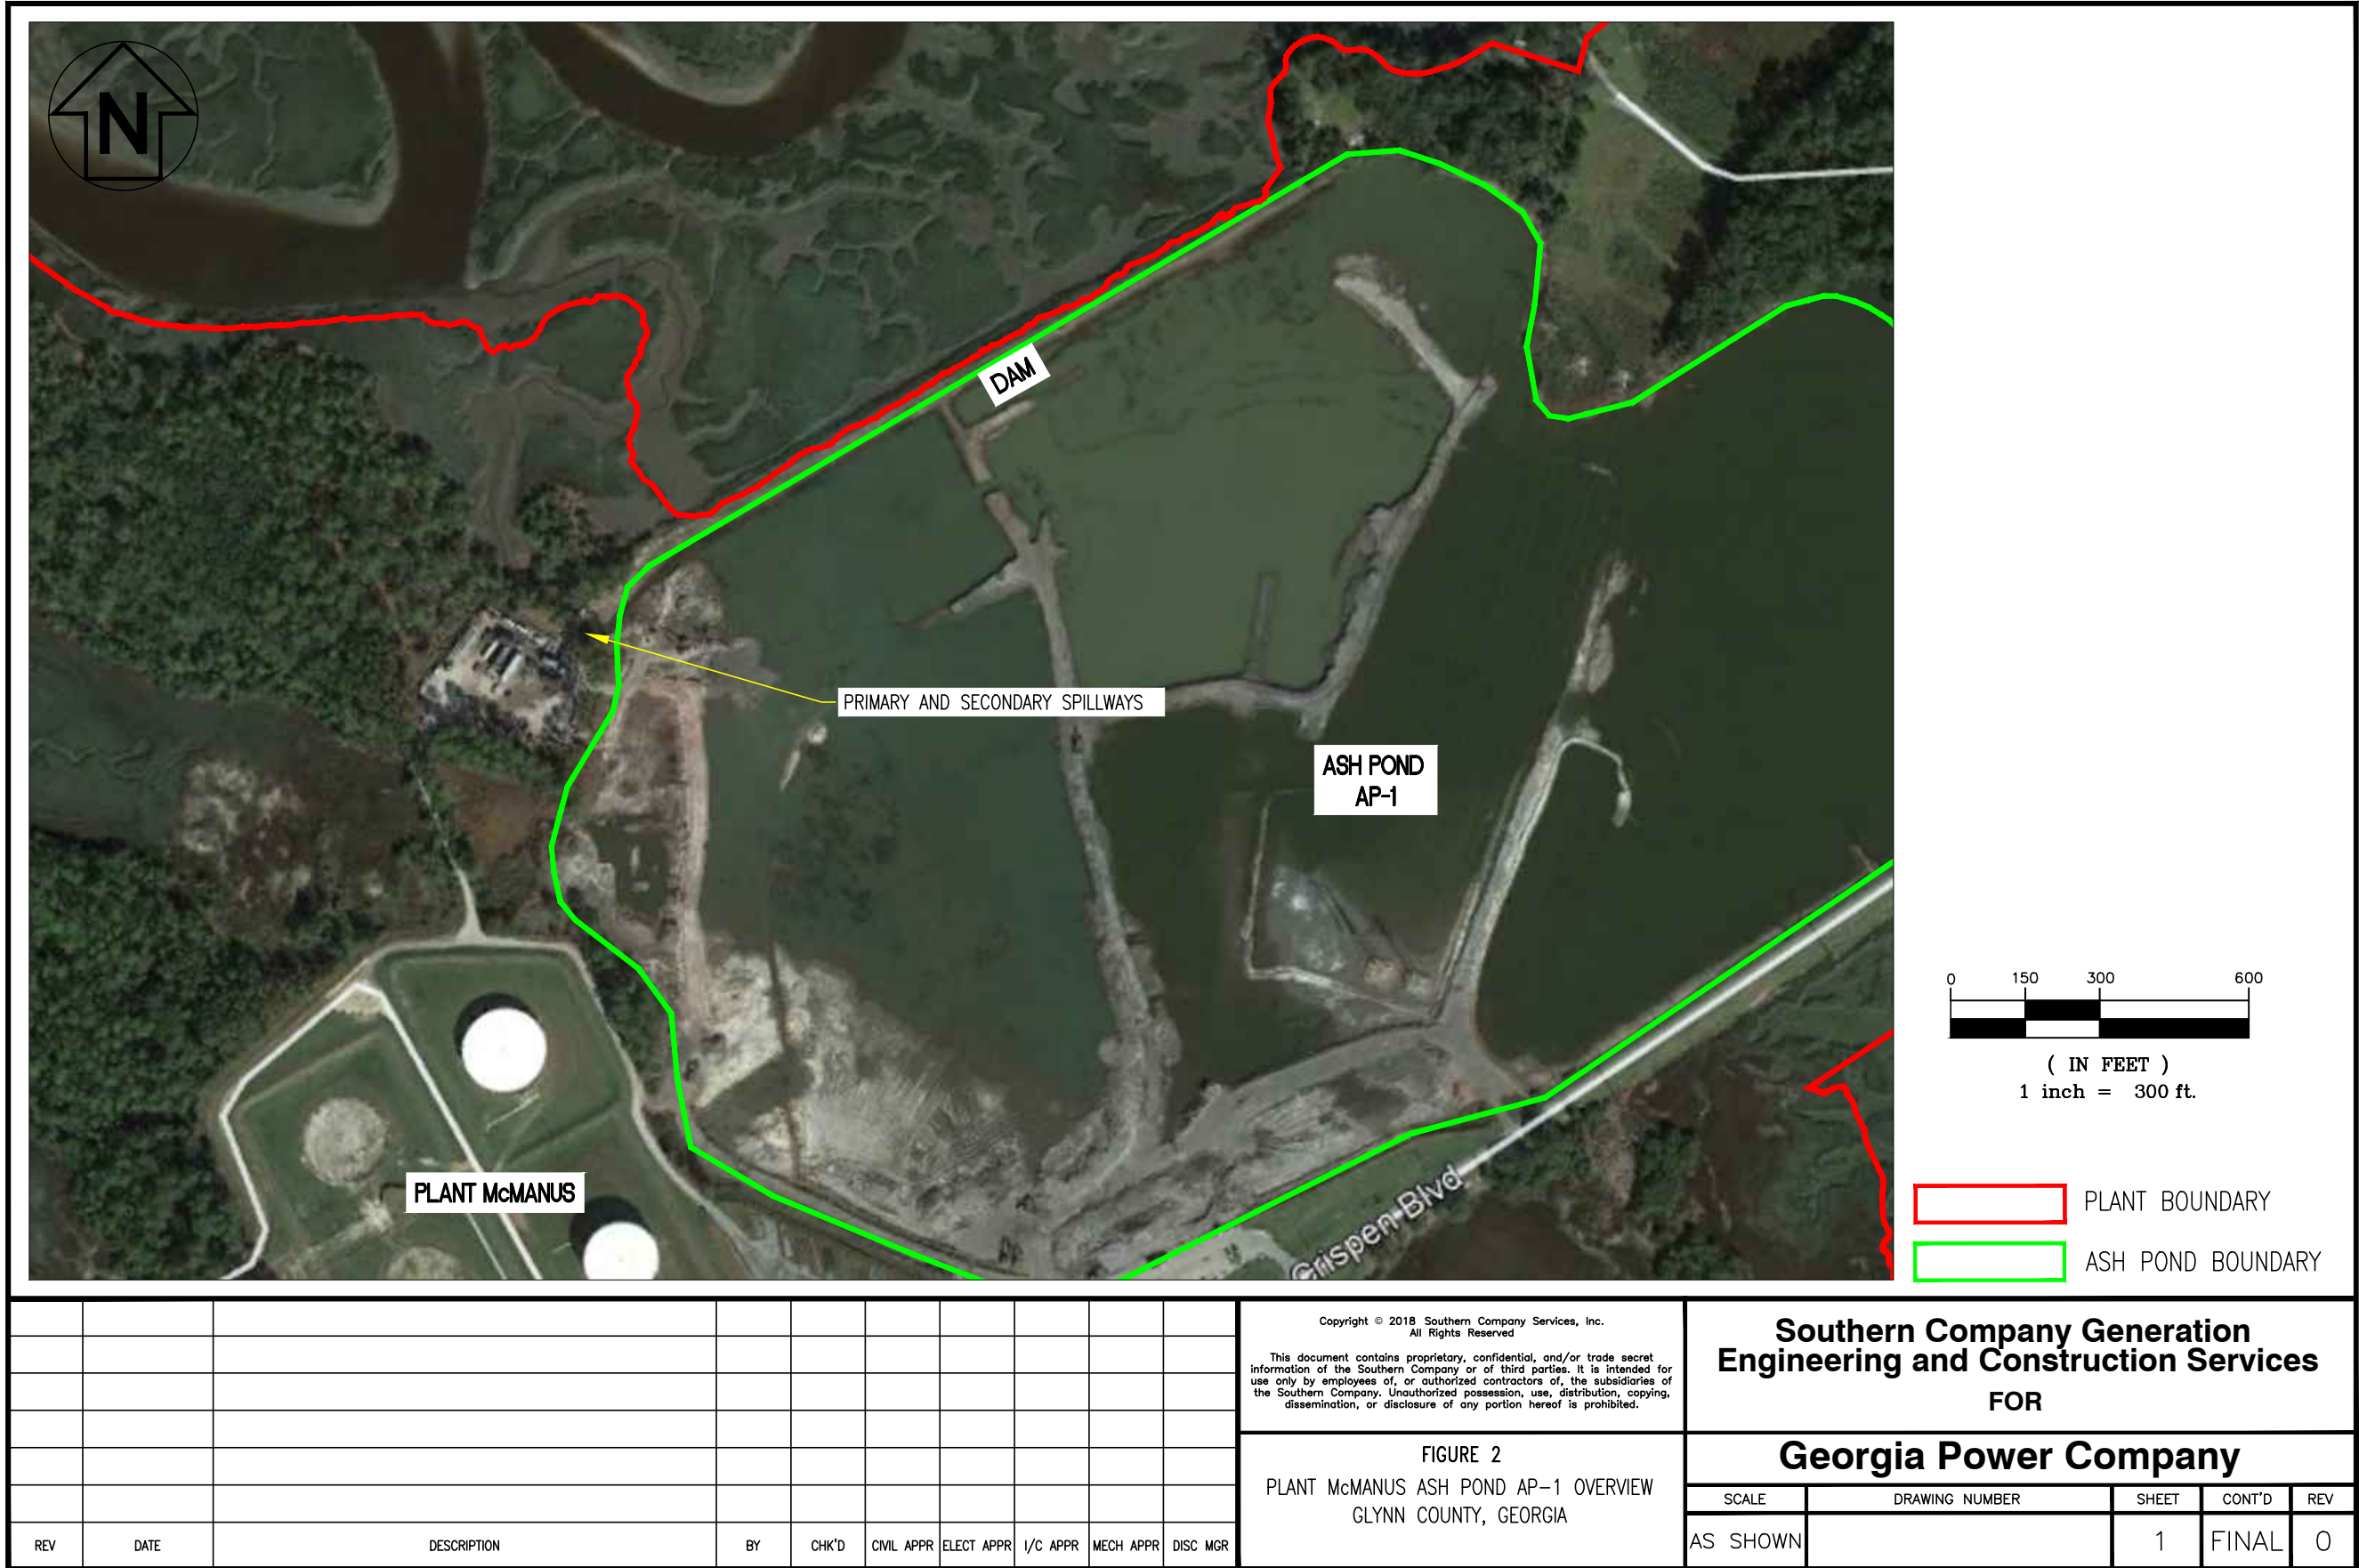 N
DAM
PRIMARY AND SECONDARY SPILLWAYS
ASH POND
AP-1
PLANT McMANUS
Crispen Blvd
0 150 300 600
( IN FEET )
1 inch = 300 ft.
PLANT BOUNDARY
ASH POND BOUNDARY
REV DATE DESCRIPTION BY CHK'D CIVIL APPR ELECT APPR I/C APPR MECH APPR DISC MGR
Copyright © 2018 Southern Company Services, Inc.
All Rights Reserved
This document contains proprietary, confidential, and/or trade secret
information of the Southern Company or of third parties. It is intended for
use only by employees of, or authorized contractors of, the subsidiaries of
the Southern Company. Unauthorized possession, use, distribution, copying,
dissemination, or disclosure of any portion hereof is prohibited.
FIGURE 2
PLANT McMANUS ASH POND AP-1 OVERVIEW
GLYNN COUNTY, GEORGIA
Southern Company Generation
Engineering and Construction Services
FOR
Georgia Power Company
SCALE DRAWING NUMBER SHEET CONT'D REV
AS SHOWN 1 FINAL 0